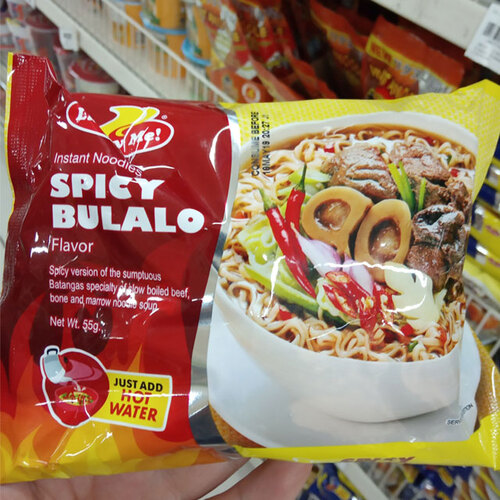 Me!
Instant Noodles
SPICY
BULALO
Flavor
Spicy version of the sumptuous
Batangas specialty of slow boiled beef,
bone and marrow noodle soup.
Net Wt. 55g
JUST ADD
HOT
WATER